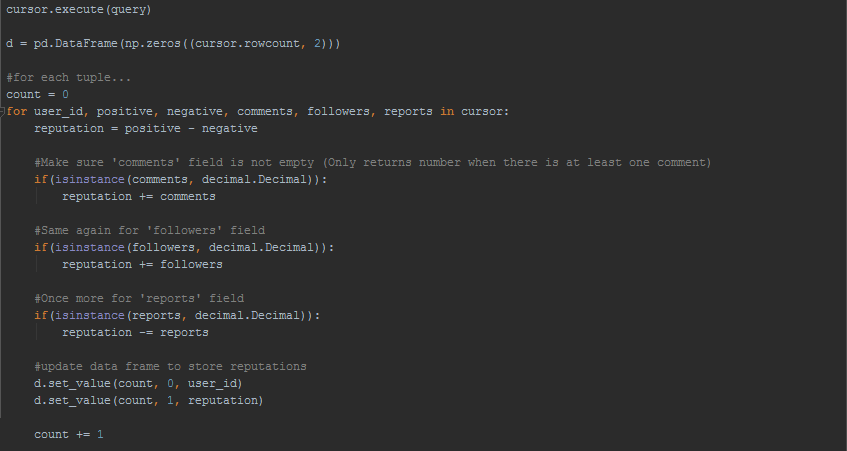 cursor.execute(query)
d = pd.DataFrame(np.zeros((cursor.rowcount, 2)))
#for each tuple...
count = 0
for user_id, positive, negative, comments, followers, reports in cursor:
    reputation = positive - negative
    #Make sure 'comments' field is not empty (Only returns number when there is at least one comment)
    if(isinstance(comments, decimal.Decimal)):
        reputation += comments
    #Same again for 'followers' field
    if(isinstance(followers, decimal.Decimal)):
        reputation += followers
    #Once more for 'reports' field
    if(isinstance(reports, decimal.Decimal)):
        reputation -= reports
    #update data frame to store reputations
    d.set_value(count, 0, user_id)
    d.set_value(count, 1, reputation)
    count += 1